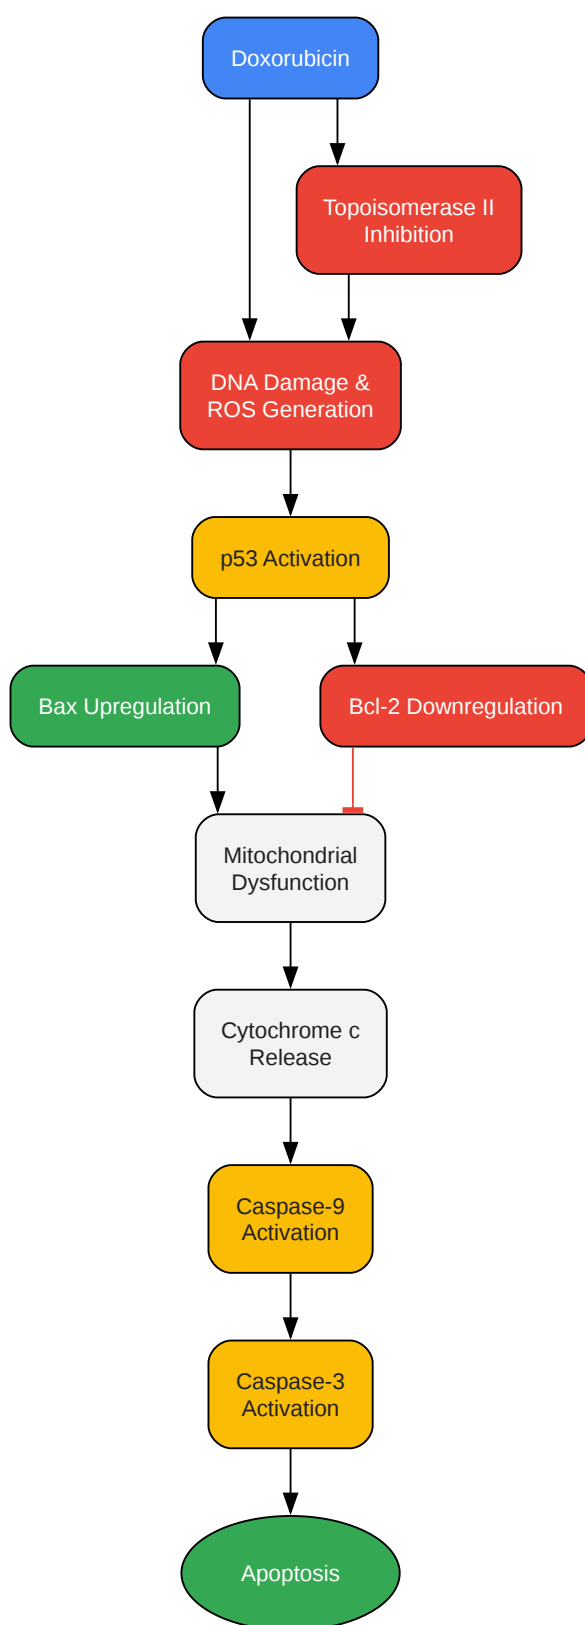 Doxorubicin
Topoisomerase II
Inhibition
DNA Damage &
ROS Generation
p53 Activation
Bax Upregulation
Bcl-2 Downregulation
Mitochondrial
Dysfunction
Cytochrome c
Release
Caspase-9
Activation
Caspase-3
Activation
Apoptosis